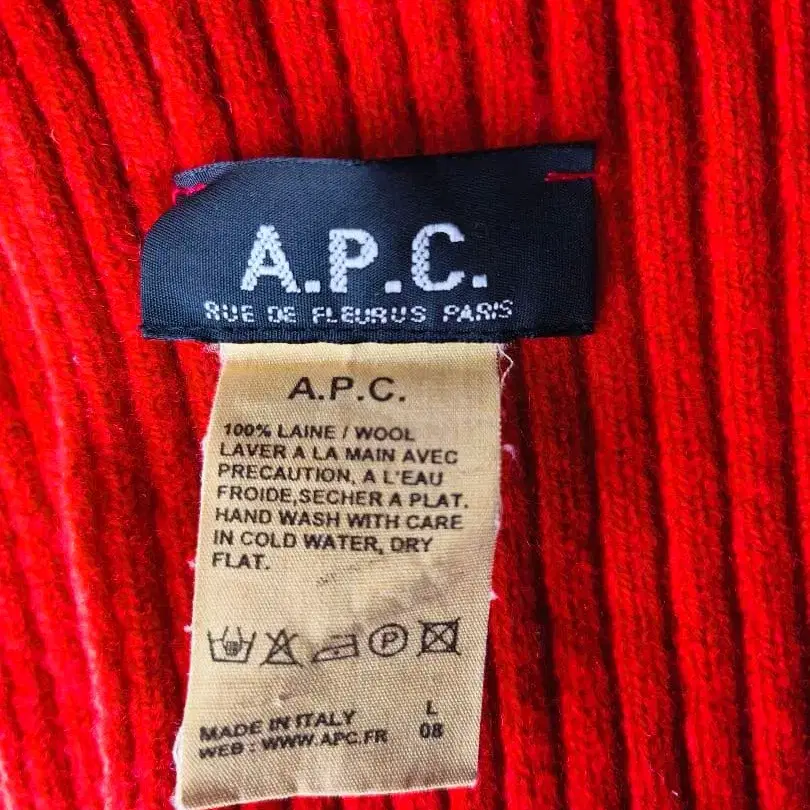 A.P.C.
RUE DE FLEURUS PARIS
A.P.C.
100% LAINE / WOOL
LAVER A LA MAIN AVEC
PRECAUTION, A L'EAU
FROIDE,SECHER A PLAT.
HAND WASH WITH CARE
IN COLD WATER, DRY
FLAT.
P
MADE IN ITALY L
WEB : WWW.APC.FR 08